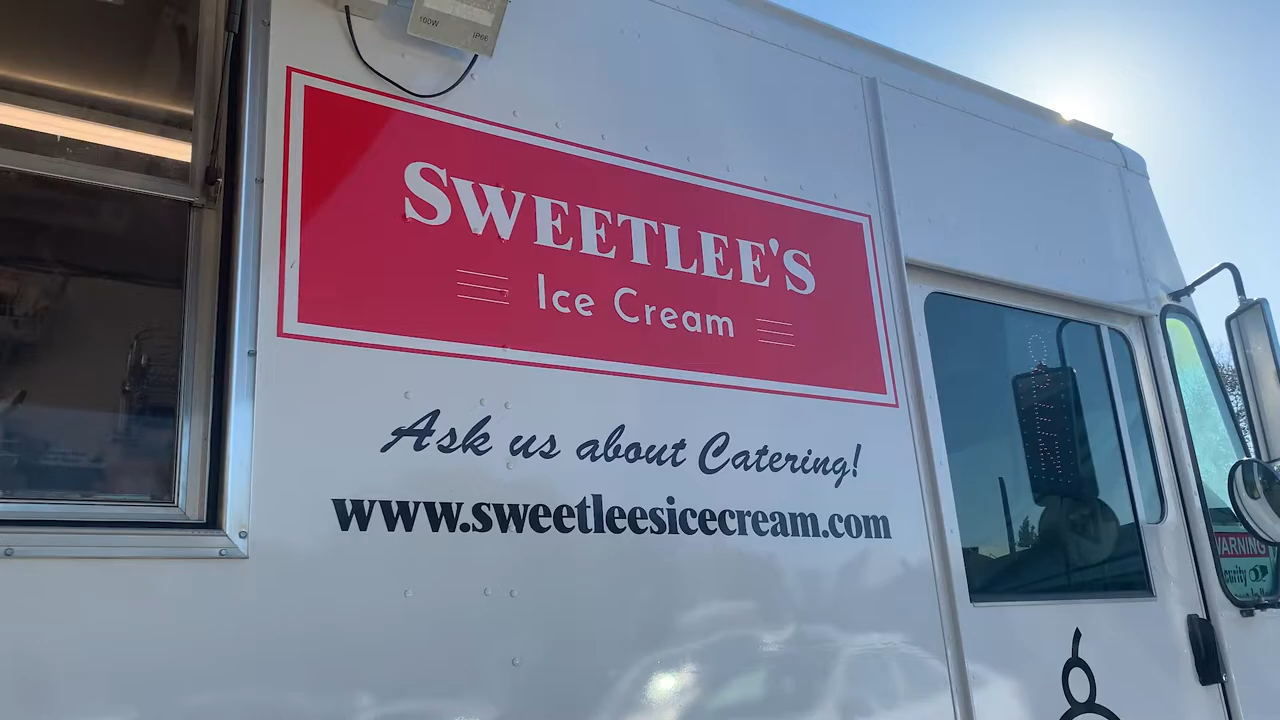 100W
IP66
SWEETLEE'S
Ice Cream
Ask us about Catering!
www.sweetleesicecream.com
WARNING